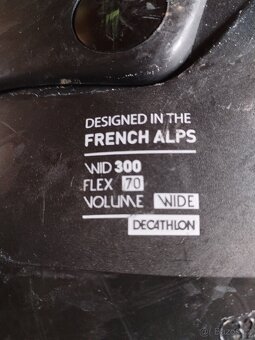 DESIGNED IN THE
FRENCH ALPS
WID 300
FLEX 70
VOLUME WIDE
DECATHLON